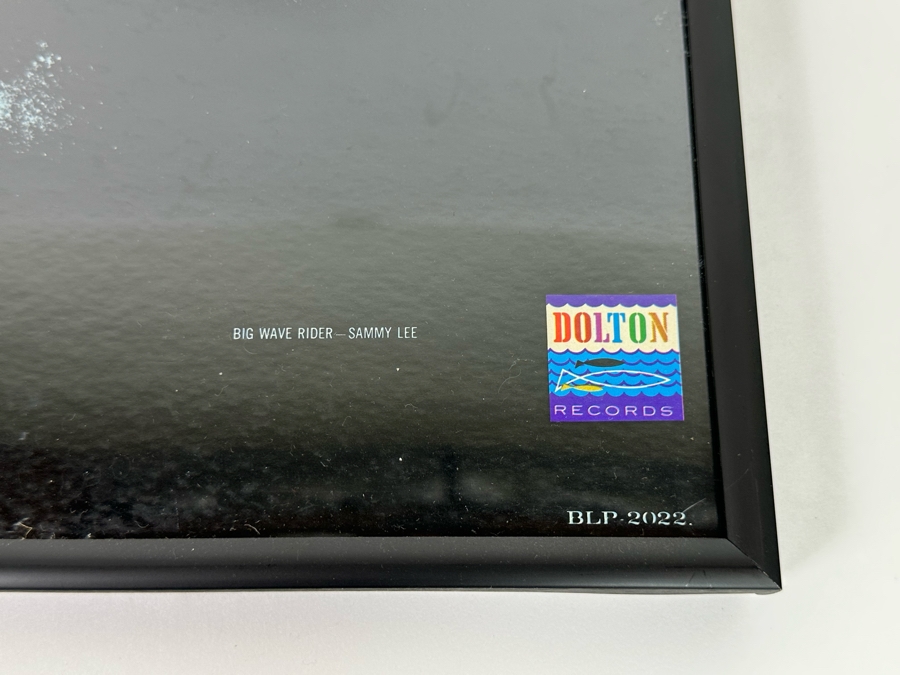 BIG WAVE RIDER—SAMMY LEE
DOLTON
RECORDS
BLP-2022.